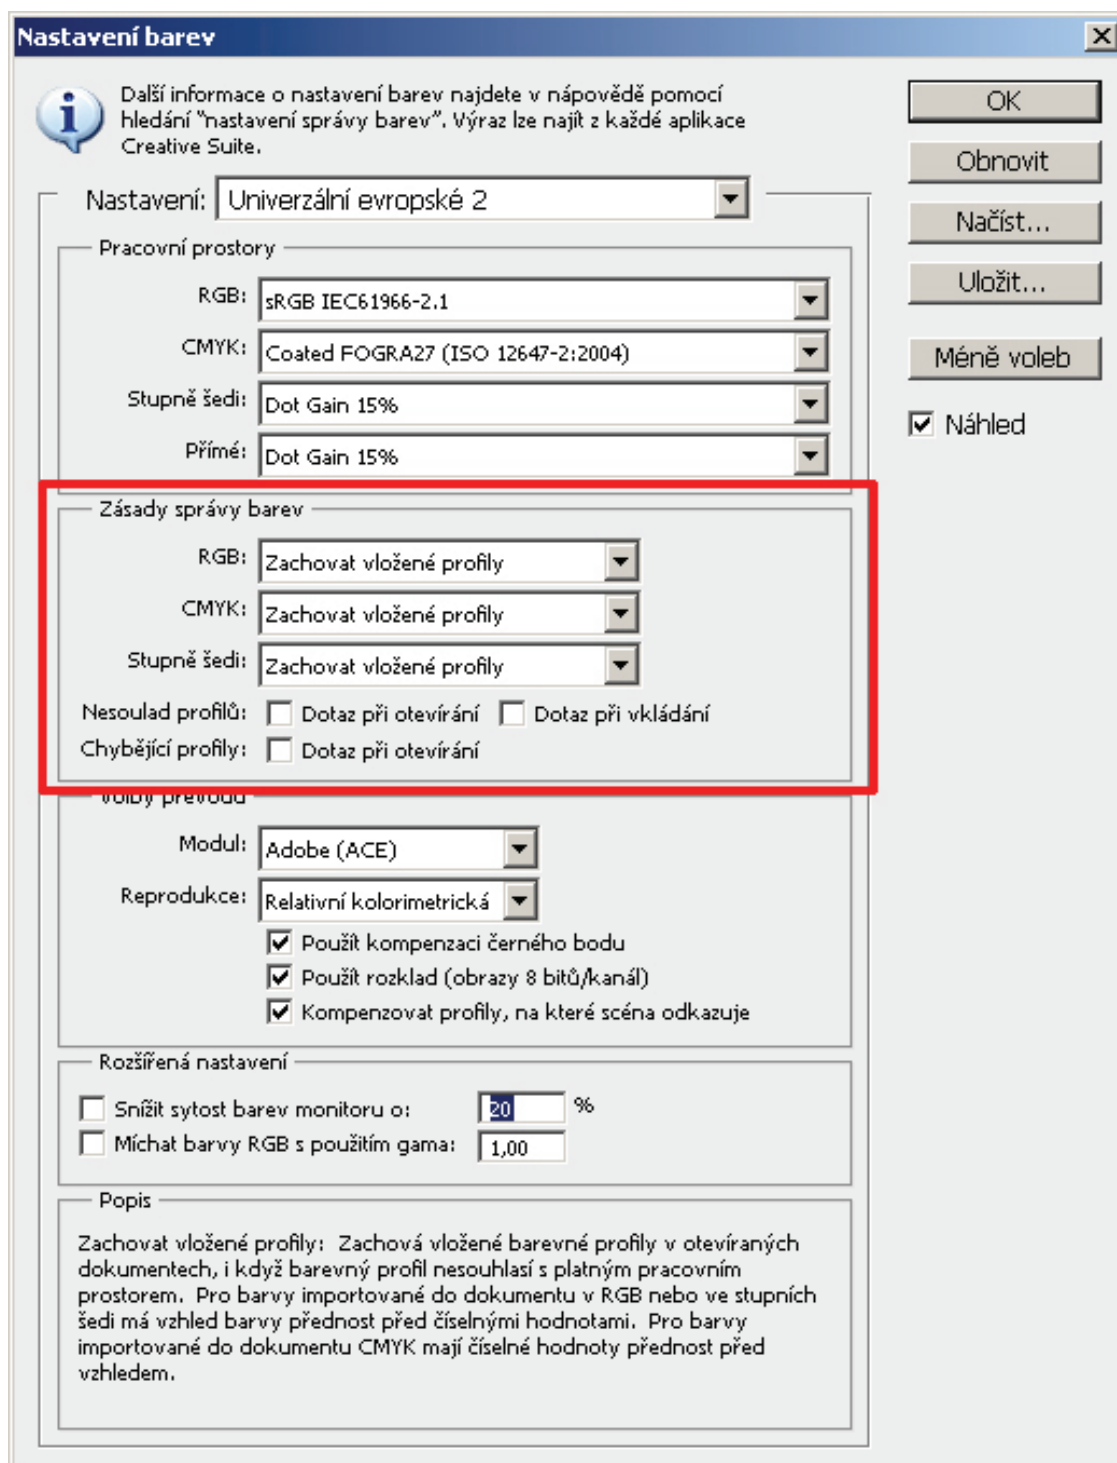 Nastavení barev
Další informace o nastavení barev najdete v nápovědě pomocí
hledání "nastavení správy barev". Výraz lze najít z každé aplikace
Creative Suite.
OK
Obnovit
Načíst...
Uložit...
Méně voleb
Náhled
Nastavení: Univerzální evropské 2
Pracovní prostory
RGB: sRGB IEC61966-2.1
CMYK: Coated FOGRA27 (ISO 12647-2:2004)
Stupně šedi: Dot Gain 15%
Přímé: Dot Gain 15%
Zásady správy barev
RGB: Zachovat vložené profily
CMYK: Zachovat vložené profily
Stupně šedi: Zachovat vložené profily
Nesoulad profilů: Dotaz při otevírání Dotaz při vkládání
Chybějící profily: Dotaz při otevírání
Volby převodu
Modul: Adobe (ACE)
Reprodukce: Relativní kolorimetrická
Použít kompenzaci černého bodu
Použít rozklad (obrazy 8 bitů/kanál)
Kompenzovat profily, na které scéna odkazuje
Rozšířená nastavení
Snížit sytost barev monitoru o: 20 %
Míchat barvy RGB s použitím gama: 1,00
Popis
Zachovat vložené profily: Zachová vložené barevné profily v otevíraných
dokumentech, i když barevný profil nesouhlasí s platným pracovním
prostorem. Pro barvy importované do dokumentu v RGB nebo ve stupních
šedi má vzhled barvy přednost před číselnými hodnotami. Pro barvy
importované do dokumentu CMYK mají číselné hodnoty přednost před
vzhledem.